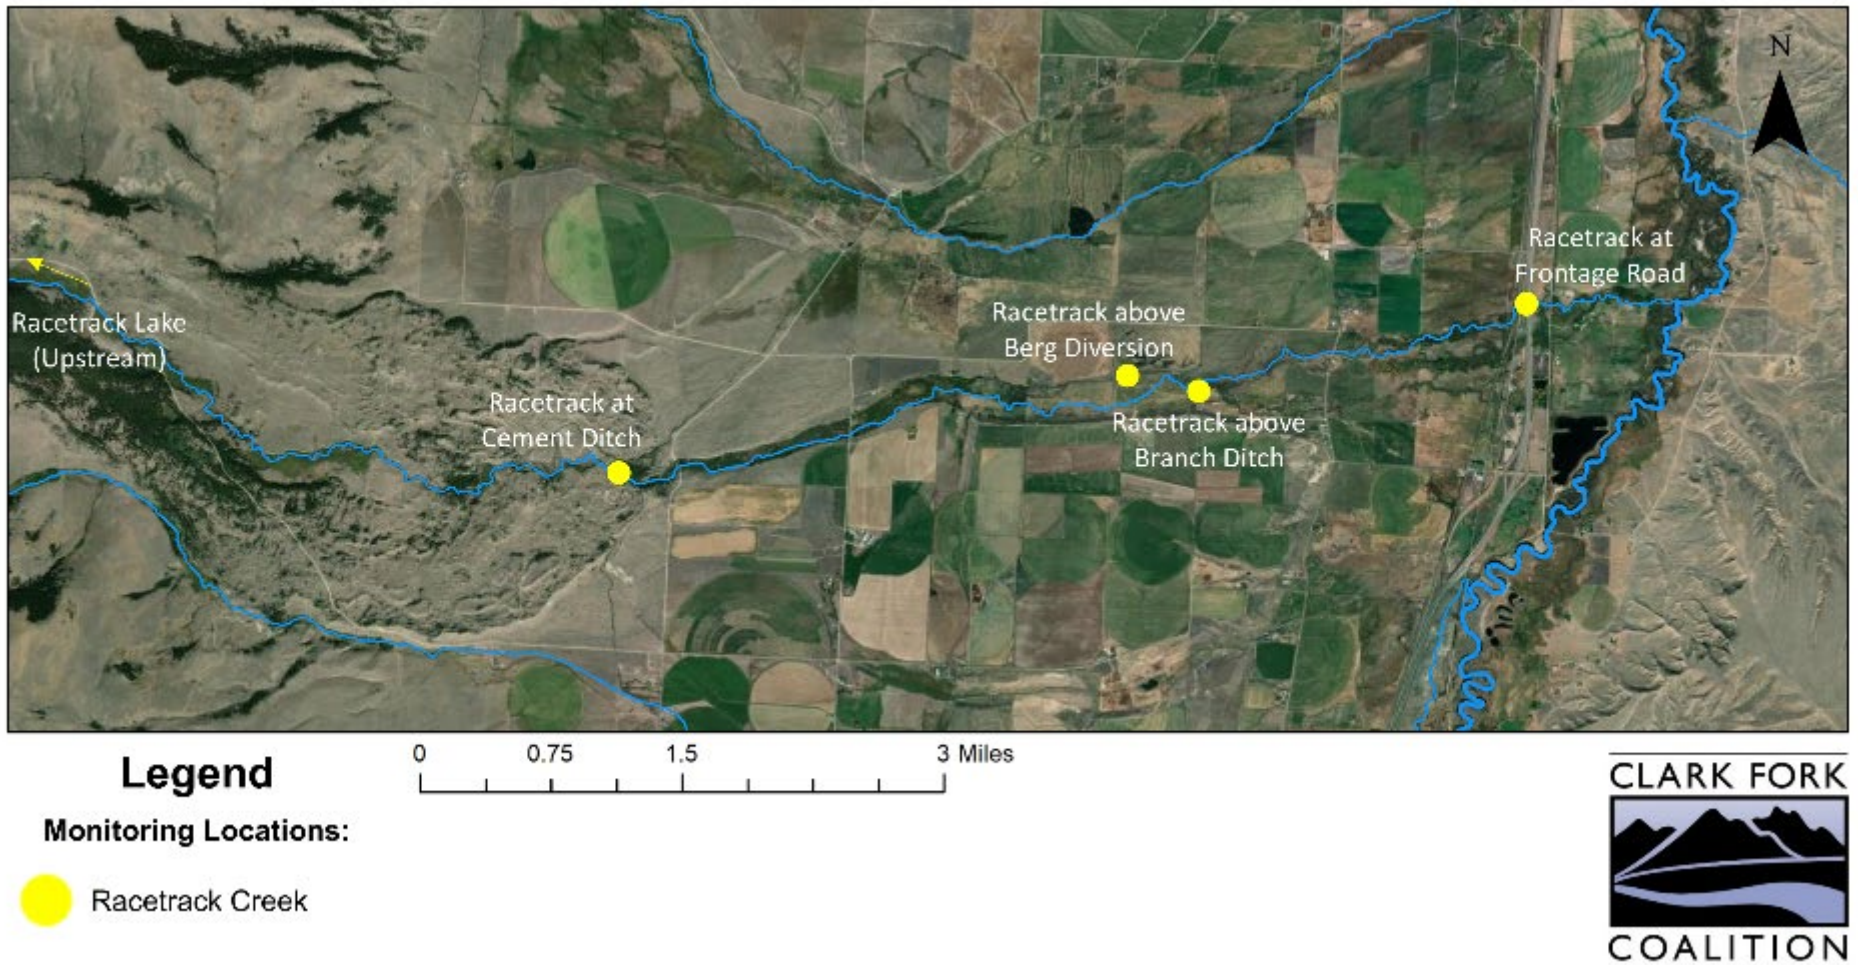 N
Racetrack at
Frontage Road
Racetrack above
Berg Diversion
Racetrack Lake
(Upstream)
Racetrack at
Cement Ditch
Racetrack above
Branch Ditch
0 0.75 1.5 3 Miles
Legend
Monitoring Locations:
Racetrack Creek
CLARK FORK
COALITION